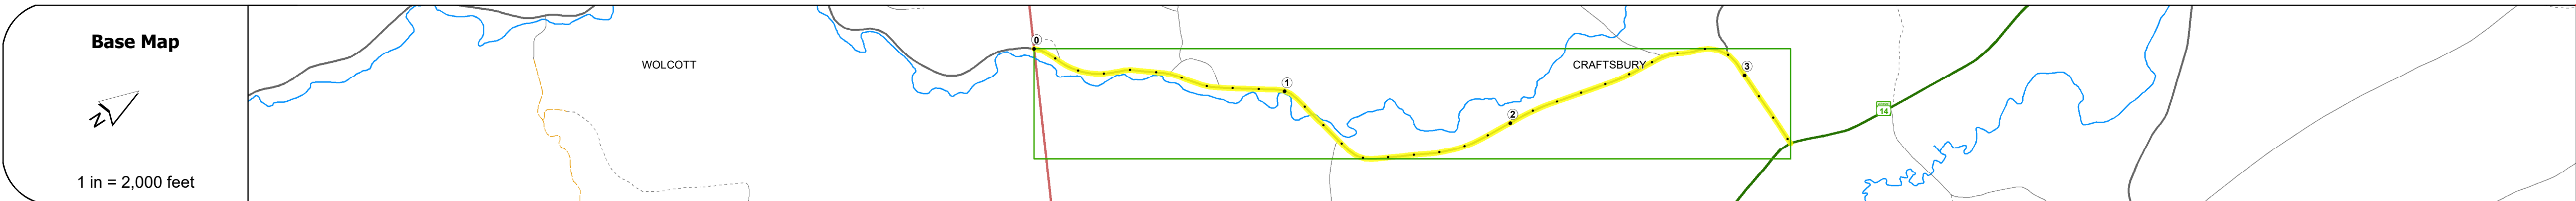 Base Map
N
1 in = 2,000 feet
WOLCOTT
0
1
2
CRAFTSBURY
3
14